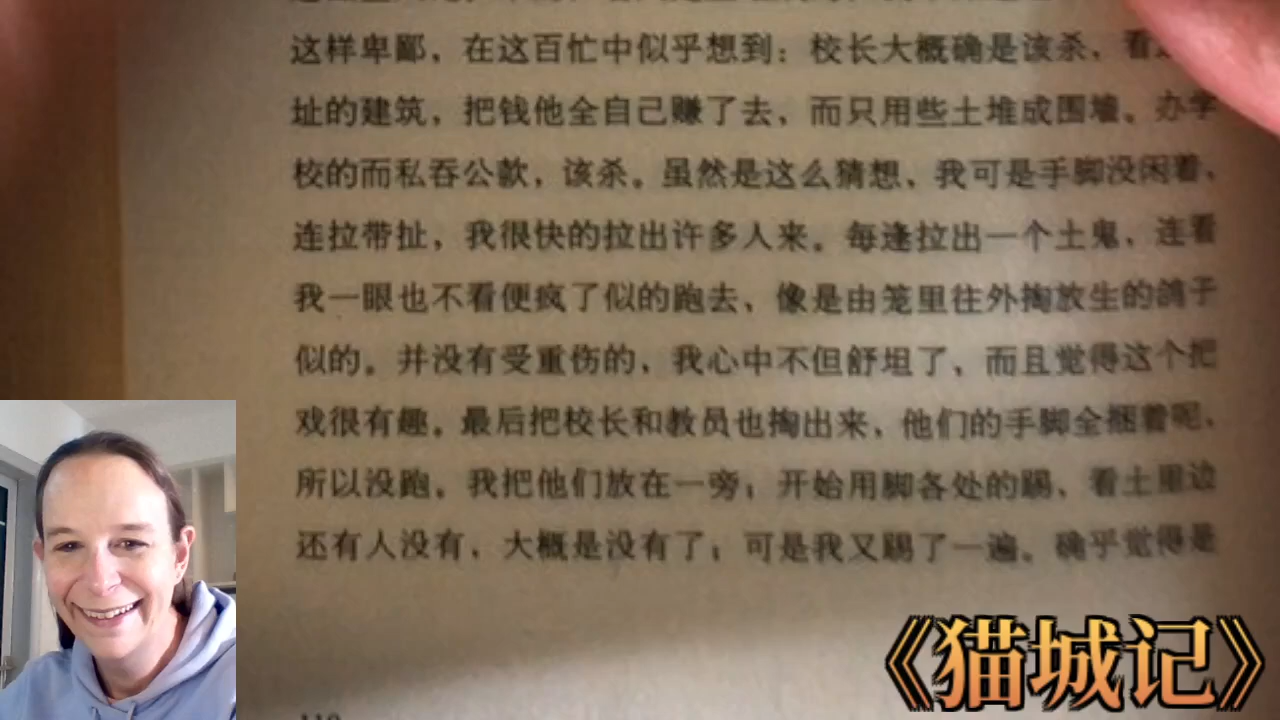 这样卑鄙，在这百忙中似乎想到：校长大概确是该杀，看
址的建筑，把钱他全自己赚了去，而只用些土堆成围墙。办学
校的而私吞公款，该杀。虽然是这么猜想，我可是手脚没闲着，
连拉带扯，我很快的拉出许多人来。每逢拉出一个土鬼，连看
我一眼也不看便疯了似的跑去，像是由笼里往外掏放生的鸽子
似的。并没有受重伤的，我心中不但舒坦了，而且觉得这个把
戏很有趣。最后把校长和教员也掏出来，他们的手脚全捆着呢，
所以没跑。我把他们放在一旁；开始用脚各处的踢，看土里边
还有人没有，大概是没有了；可是我又踢了一遍。确乎觉得是
《猫城记》